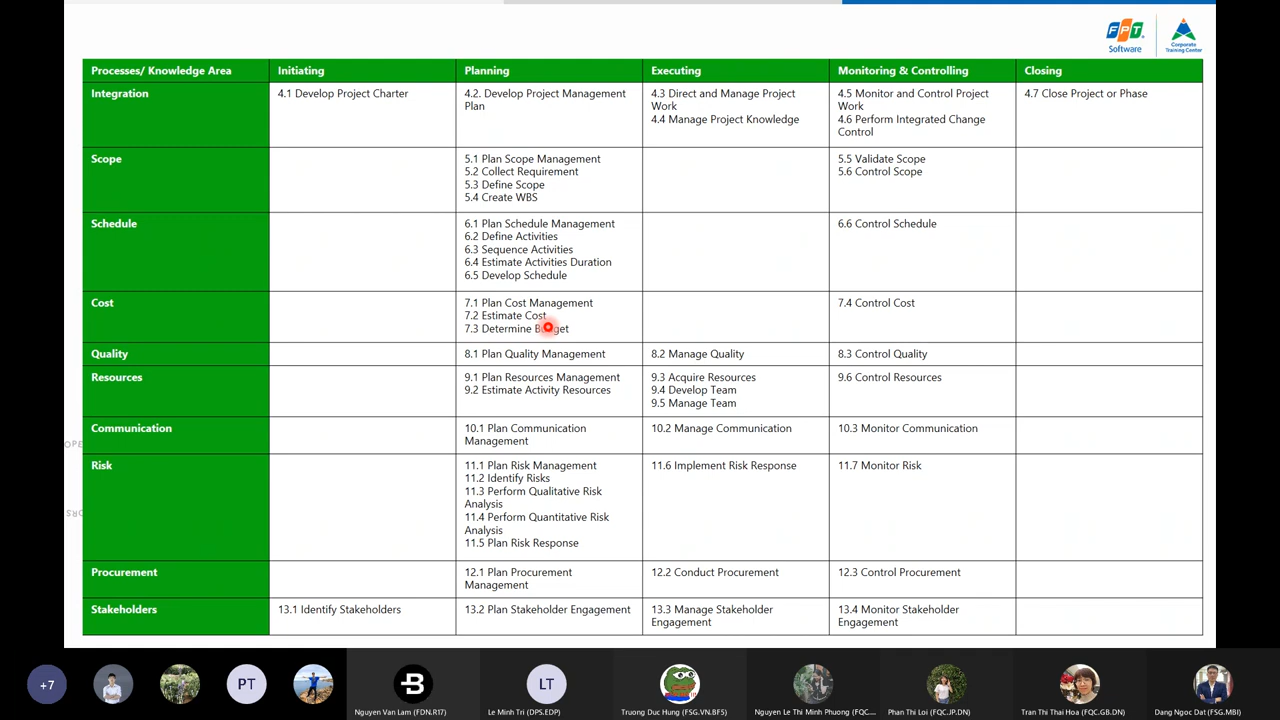 FPT
Software
Corporate
Training Center
Processes/ Knowledge Area
Initiating
Planning
Executing
Monitoring & Controlling
Closing
Integration
4.1 Develop Project Charter
4.2. Develop Project Management
Plan
4.3 Direct and Manage Project
Work
4.4 Manage Project Knowledge
4.5 Monitor and Control Project
Work
4.6 Perform Integrated Change
Control
4.7 Close Project or Phase
Scope
5.1 Plan Scope Management
5.2 Collect Requirement
5.3 Define Scope
5.4 Create WBS
5.5 Validate Scope
5.6 Control Scope
Schedule
6.1 Plan Schedule Management
6.2 Define Activities
6.3 Sequence Activities
6.4 Estimate Activities Duration
6.5 Develop Schedule
6.6 Control Schedule
Cost
7.1 Plan Cost Management
7.2 Estimate Cost
7.3 Determine Budget
7.4 Control Cost
Quality
8.1 Plan Quality Management
8.2 Manage Quality
8.3 Control Quality
Resources
9.1 Plan Resources Management
9.2 Estimate Activity Resources
9.3 Acquire Resources
9.4 Develop Team
9.5 Manage Team
9.6 Control Resources
Communication
10.1 Plan Communication
Management
10.2 Manage Communication
10.3 Monitor Communication
Risk
11.1 Plan Risk Management
11.2 Identify Risks
11.3 Perform Qualitative Risk
Analysis
11.4 Perform Quantitative Risk
Analysis
11.5 Plan Risk Response
11.6 Implement Risk Response
11.7 Monitor Risk
Procurement
12.1 Plan Procurement
Management
12.2 Conduct Procurement
12.3 Control Procurement
Stakeholders
13.1 Identify Stakeholders
13.2 Plan Stakeholder Engagement
13.3 Manage Stakeholder
Engagement
13.4 Monitor Stakeholder
Engagement
+7
PT
B
LT
Nguyen Van Lam (FDN.R17)
Le Minh Tri (DPS.EDP)
Truong Duc Hung (FSG.VN.BFS)
Nguyen Le Thi Minh Phuong (FQC....
Phan Thi Loi (FQC.JP.DN)
Tran Thi Thai Hoa (FQC.GB.DN)
Dang Ngoc Dat (FSG.MBI)